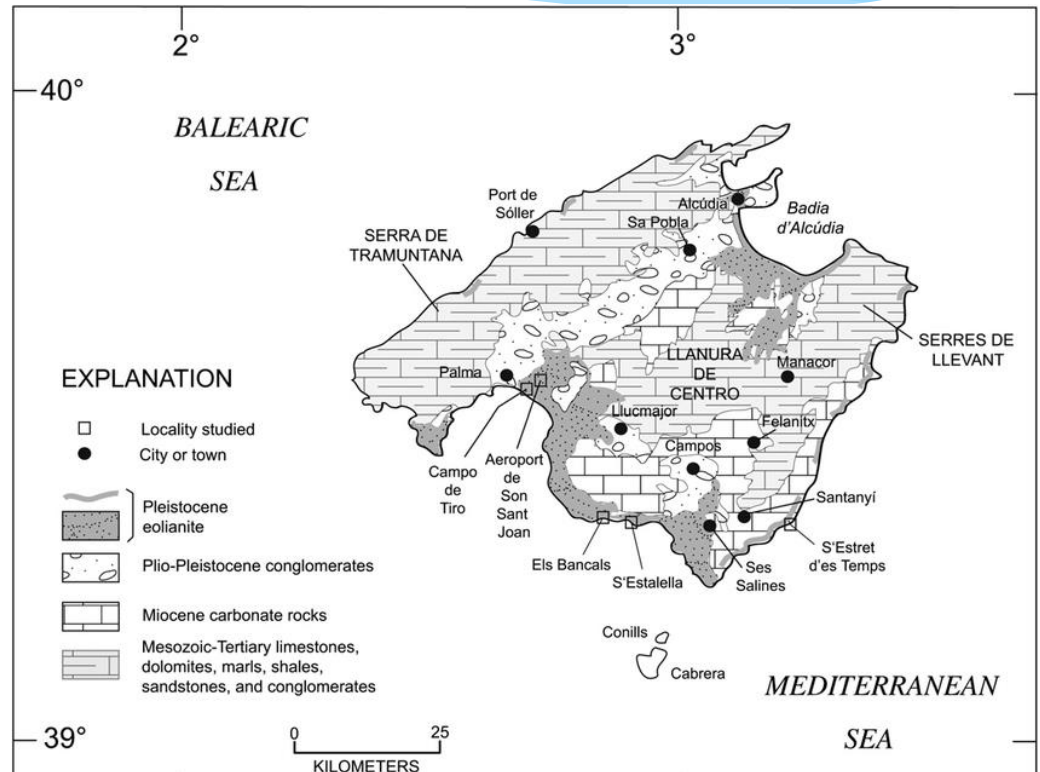 2°
3°
40°
BALEARIC
SEA
Port de
Sóller
Alcúdia
Badia
d'Alcúdia
Sa Pobla
SERRA DE
TRAMUNTANA
SERRES DE
LLEVANT
LLANURA
DE
CENTRO
Manacor
Palma
EXPLANATION
Llucmajor
Felanitx
Locality studied
City or town
Campos
Campo
de
Tiro
Aeroport
de
Son
Sant
Joan
Santanyí
Pleistocene
eolianite
S'Estret
d'es Temps
Els Bancals
S'Estalella
Ses
Salines
Plio-Pleistocene conglomerates
Miocene carbonate rocks
Conills
Cabrera
Mesozoic-Tertiary limestones,
dolomites, marls, shales,
sandstones, and conglomerates
MEDITERRANEAN
SEA
39°
0 25
KILOMETERS